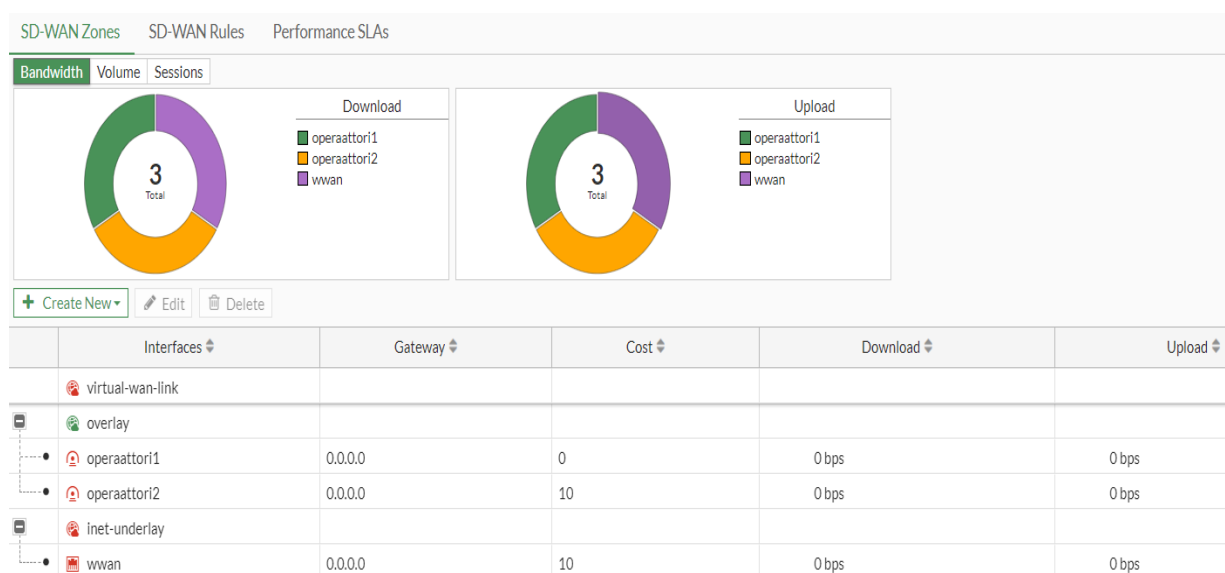 SD-WAN Zones SD-WAN Rules Performance SLAs
Bandwidth Volume Sessions
Download
operaattori1
operaattori2
wwan
3
Total
Upload
operaattori1
operaattori2
wwan
3
Total
+ Create New Edit Delete
Interfaces Gateway Cost Download Upload
virtual-wan-link
overlay
operaattori1 0.0.0.0 0 0 bps 0 bps
operaattori2 0.0.0.0 10 0 bps 0 bps
inet-underlay
wwan 0.0.0.0 10 0 bps 0 bps